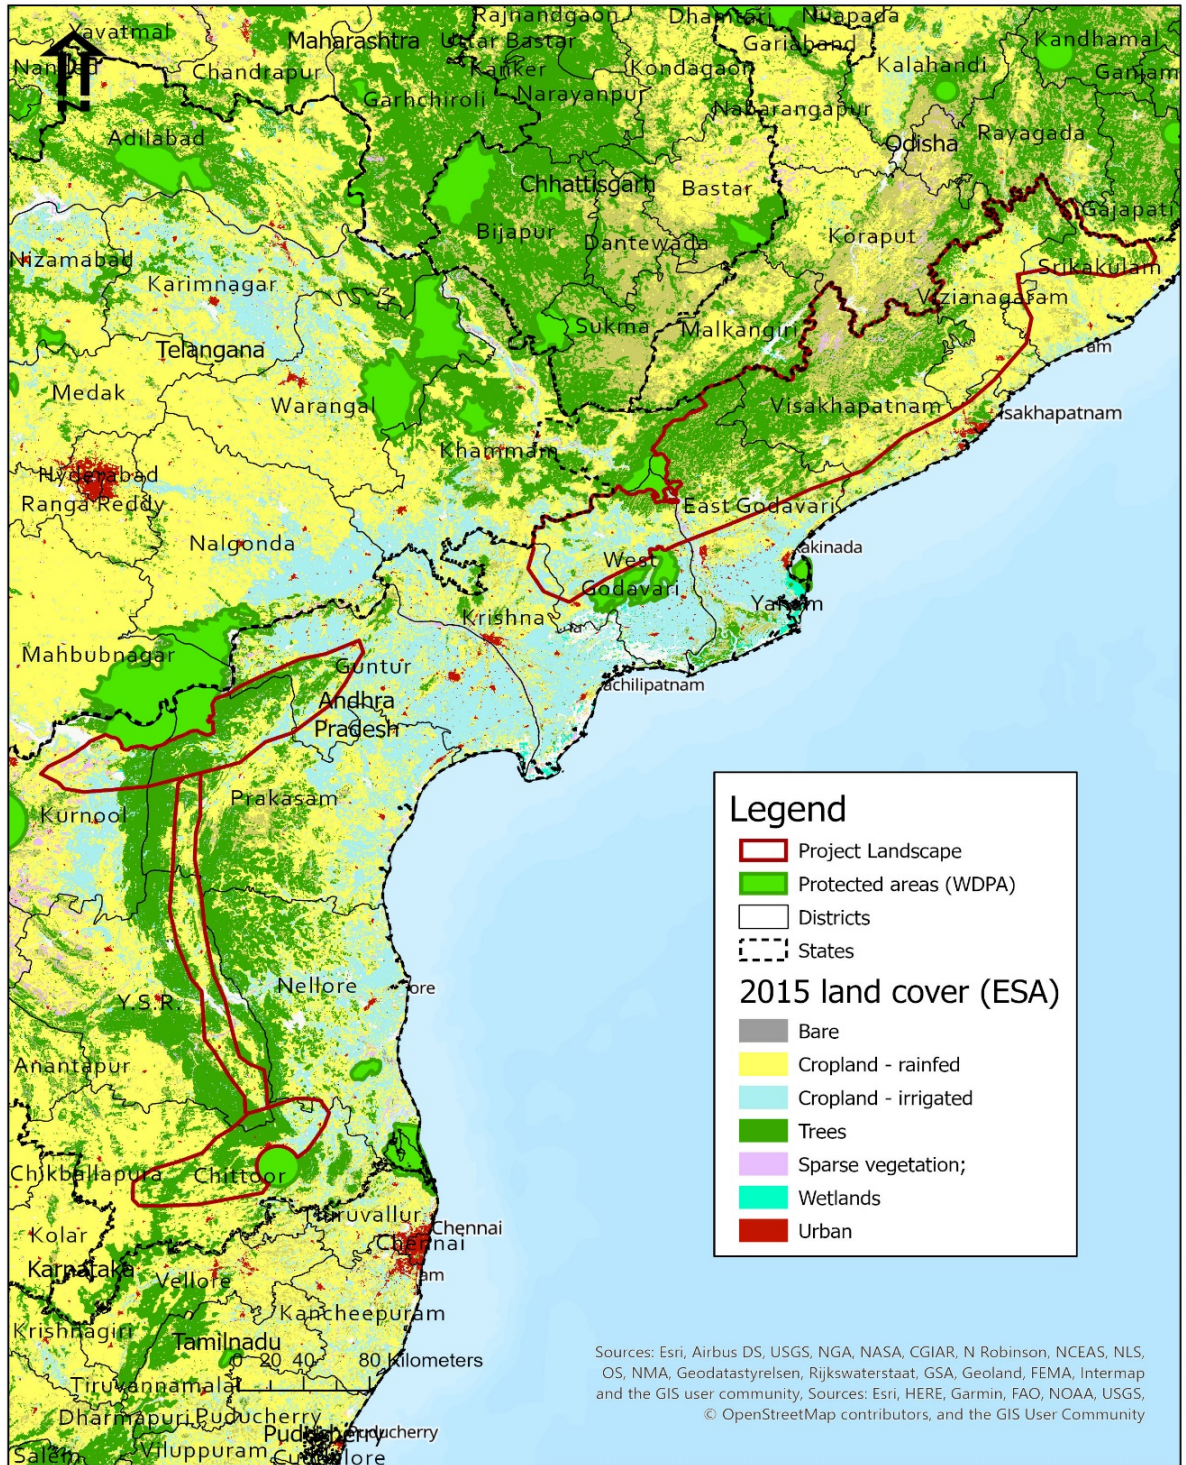 Rajnandgaon
Dhamtari
Nuapada
Yavatmal
Maharashtra
Uttar Bastar
Gariaband
Kandhamal
Nanded
Chandrapur
Kanker
Kondagaon
Kalahandi
Ganjam
N
Garhchiroli
Narayanpur
Nabarangapur
Adilabad
Odisha
Rayagada
Chhattisgarh
Bastar
Gajapati
Bijapur
Dantewada
Koraput
Nizamabad
Karimnagar
Srikakulam
Vizianagaram
Sukma
Malkangiri
Telangana
am
Medak
Warangal
Visakhapatnam
isakhapatnam
Khammam
Hyderabad
Ranga Reddy
East Godavari
Nalgonda
akinada
West
Godavari
Yanam
Krishna
Mahbubnagar
Guntur
achilipatnam
Andhra
Pradesh
Prakasam
Kurnool
Legend
Project Landscape
Protected areas (WDPA)
Districts
States
2015 land cover (ESA)
Bare
Cropland - rainfed
Cropland - irrigated
Trees
Sparse vegetation;
Wetlands
Urban
Nellore
ore
Y.S.R.
Anantapur
Chikballapura
Chittoor
Tiruvallur
Kolar
Chennai
Chennai
Karnataka
Vellore
am
Kancheepuram
Krishnagiri
Tamilnadu
0 20 40 80 Kilometers
Tiruvannamalai
Dharmapuri
Puducherry
Puducherry
Puducherry
Salem
Viluppuram
Cuddalore
Sources: Esri, Airbus DS, USGS, NGA, NASA, CGIAR, N Robinson, NCEAS, NLS,
OS, NMA, Geodatastyrelsen, Rijkswaterstaat, GSA, Geoland, FEMA, Intermap
and the GIS user community, Sources: Esri, HERE, Garmin, FAO, NOAA, USGS,
© OpenStreetMap contributors, and the GIS User Community